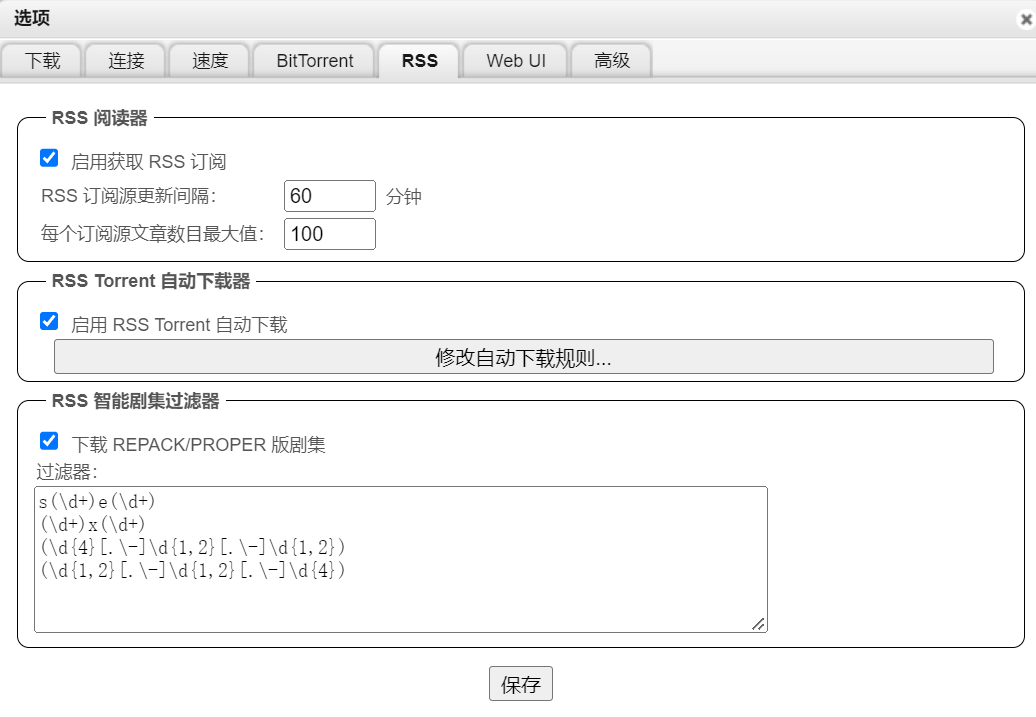 选项
下载 连接 速度 BitTorrent RSS Web UI 高级
RSS 阅读器
启用获取 RSS 订阅
RSS 订阅源更新间隔： 60 分钟
每个订阅源文章数目最大值： 100
RSS Torrent 自动下载器
启用 RSS Torrent 自动下载
修改自动下载规则...
RSS 智能剧集过滤器
下载 REPACK/PROPER 版剧集
过滤器：
s(\d+)e(\d+)
(\d+)x(\d+)
(\d{4}[.\-]\d{1,2}[.\-]\d{1,2})
(\d{1,2}[.\-]\d{1,2}[.\-]\d{4})
保存